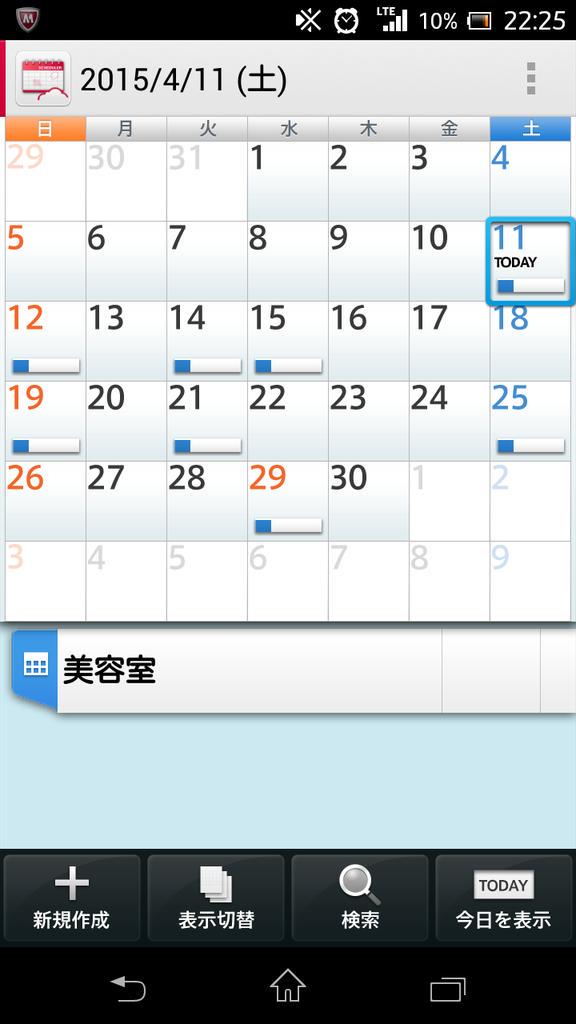 LTE 10% 22:25
SCHEDULER
2015/4/11 (土)
日 月 火 水 木 金 土
29 30 31 1 2 3 4
5 6 7 8 9 10 11
TODAY
12 13 14 15 16 17 18
19 20 21 22 23 24 25
26 27 28 29 30 1 2
3 4 5 6 7 8 9
美容室
TODAY
新規作成 表示切替 検索 今日を表示